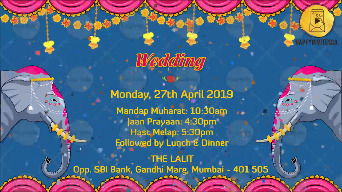 Wedding
Monday, 27th April 2019
Mandap Muharat: 10:30am
Jaan Prayaan: 4:30pm
Hast Melap: 5:30pm
Followed by Lunch & Dinner
THE LALIT
Opp. SBI Bank, Gandhi Marg, Mumbai - 401 505